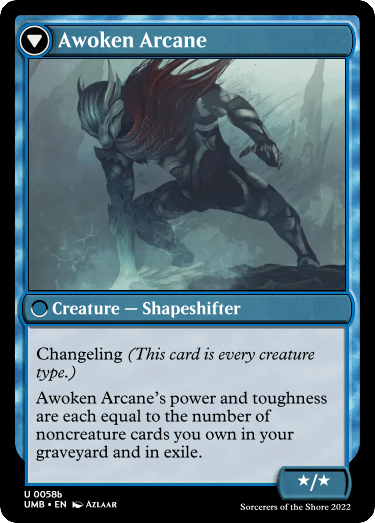 Awoken Arcane
Creature — Shapeshifter
Changeling (This card is every creature
type.)
Awoken Arcane's power and toughness
are each equal to the number of
noncreature cards you own in your
graveyard and in exile.
★/★
U 0058b
UMB • EN AZLAAR
Sorcerers of the Shore 2022